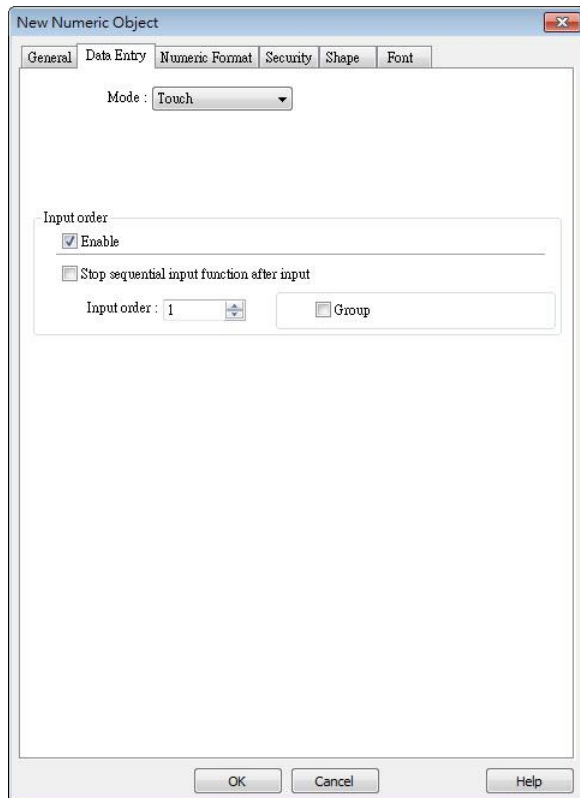 New Numeric Object
General Data Entry Numeric Format Security Shape Font
Mode : Touch
Input order
Enable
Stop sequential input function after input
Input order : 1 Group
OK Cancel Help